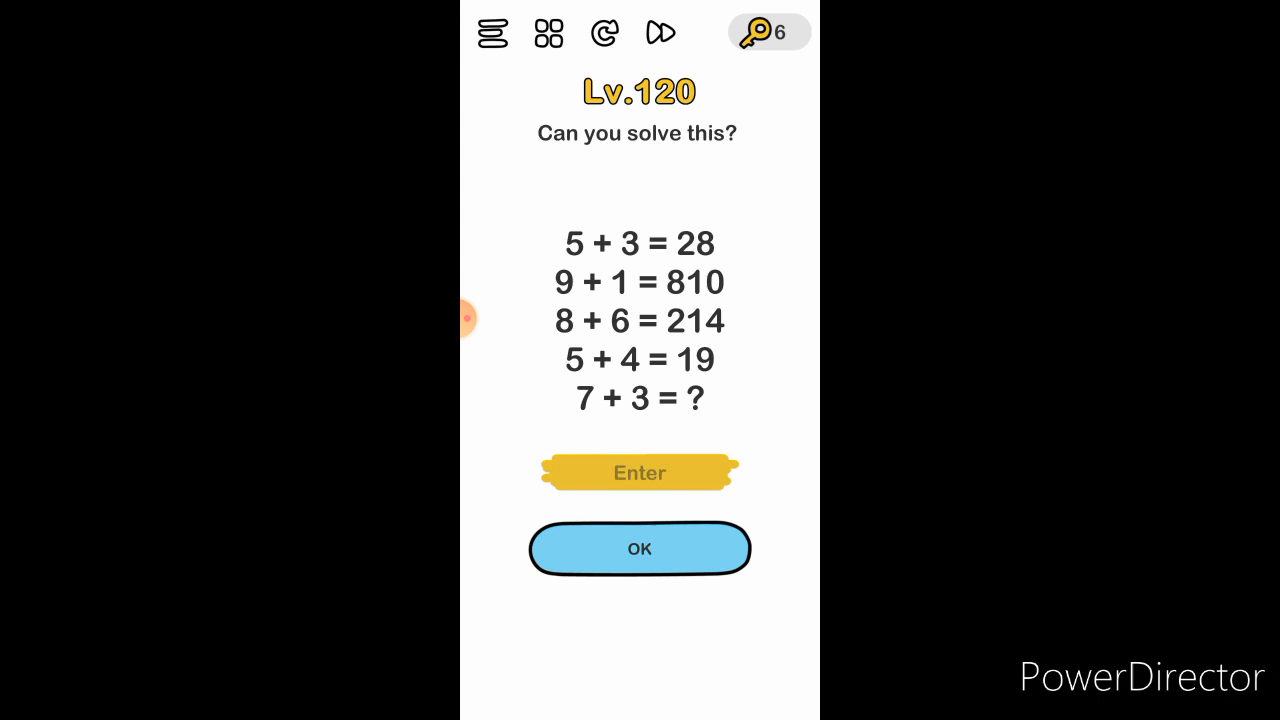 6
Lv.120
Can you solve this?
5 + 3 = 28
9 + 1 = 810
8 + 6 = 214
5 + 4 = 19
7 + 3 = ?
Enter
OK
PowerDirector